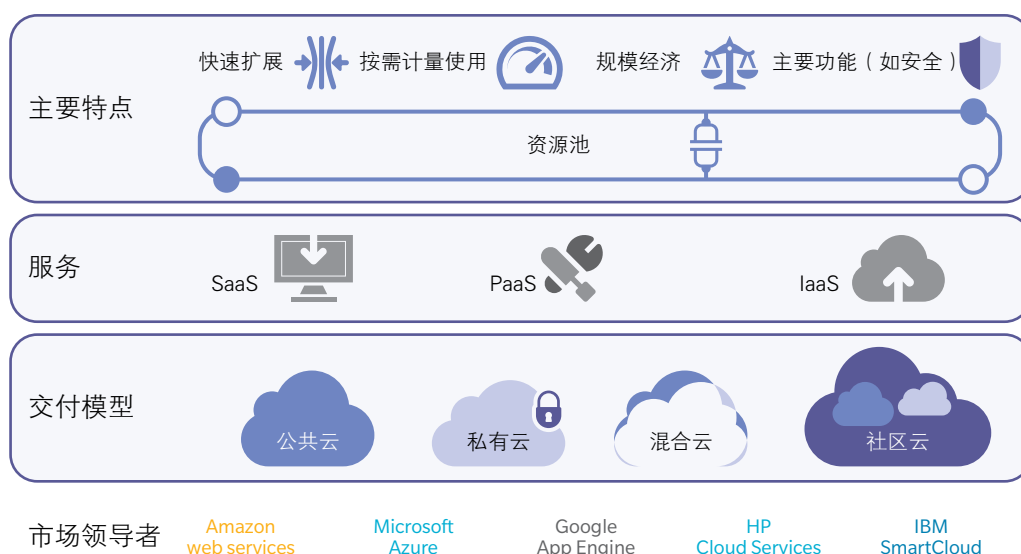 主要特点
快速扩展
按需计量使用
规模经济
主要功能（如安全）
资源池
服务
SaaS
PaaS
IaaS
交付模型
公共云
私有云
混合云
社区云
市场领导者
Amazon
web services
Microsoft
Azure
Google
App Engine
HP
Cloud Services
IBM
SmartCloud